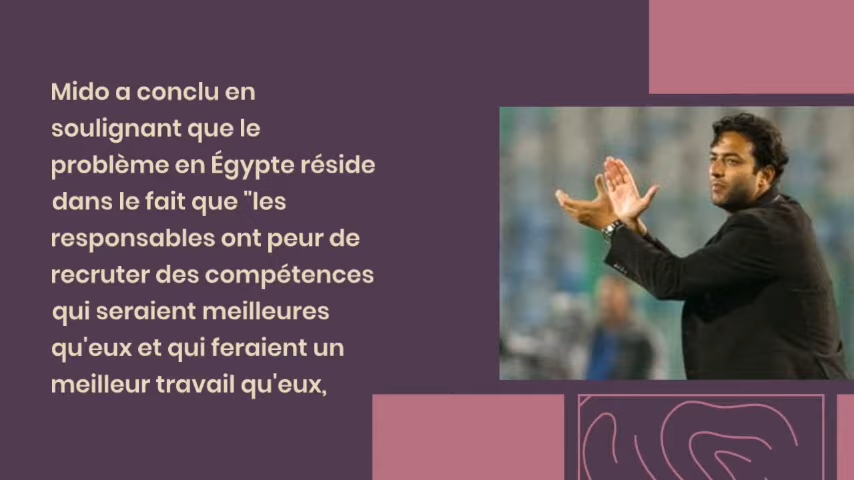 Mido a conclu en
soulignant que le
problème en Égypte réside
dans le fait que "les
responsables ont peur de
recruter des compétences
qui seraient meilleures
qu'eux et qui feraient un
meilleur travail qu'eux,